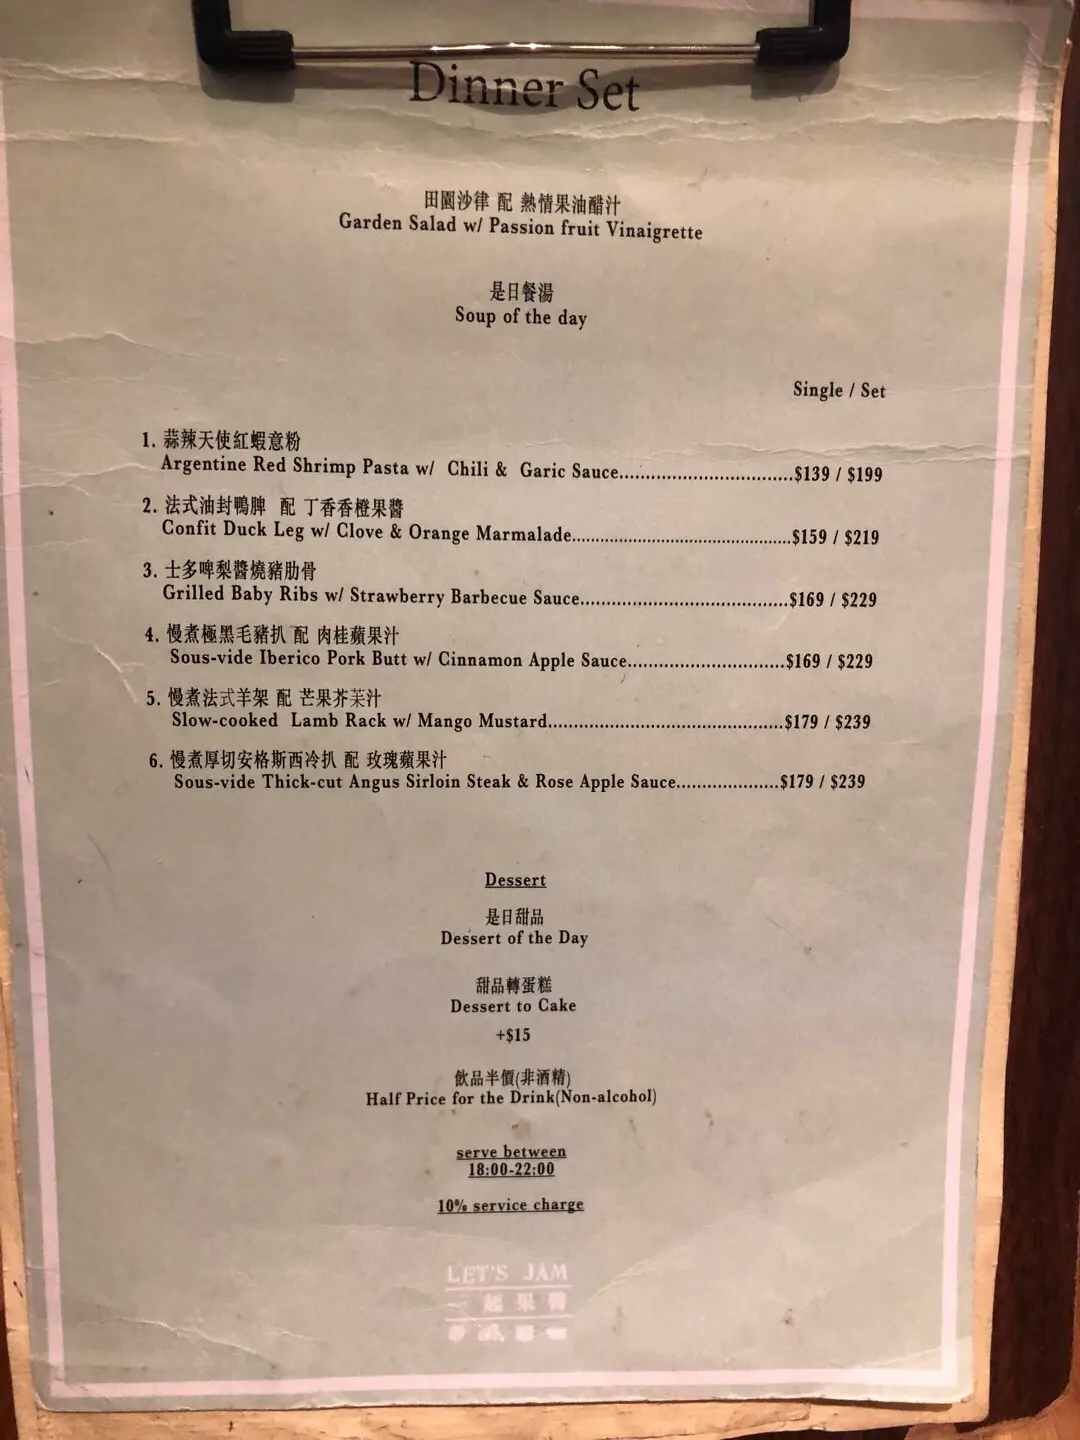 Dinner Set
田園沙律 配 熱情果油醋汁
Garden Salad w/ Passion fruit Vinaigrette
是日餐湯
Soup of the day
Single / Set
1. 蒜辣天使紅蝦意粉
Argentine Red Shrimp Pasta w/ Chili & Garic Sauce..................................$139 / $199
2. 法式油封鴨脾 配 丁香香橙果醬
Confit Duck Leg w/ Clove & Orange Marmalade...........................................$159 / $219
3. 士多啤梨醬燒豬肋骨
Grilled Baby Ribs w/ Strawberry Barbecue Sauce.........................................$169 / $229
4. 慢煮極黑毛豬扒 配 肉桂蘋果汁
Sous-vide Iberico Pork Butt w/ Cinnamon Apple Sauce...............................$169 / $229
5. 慢煮法式羊架 配 芒果芥茉汁
Slow-cooked Lamb Rack w/ Mango Mustard..............................................$179 / $239
6. 慢煮厚切安格斯西冷扒 配 玫瑰蘋果汁
Sous-vide Thick-cut Angus Sirloin Steak & Rose Apple Sauce....................$179 / $239
Dessert
是日甜品
Dessert of the Day
甜品轉蛋糕
Dessert to Cake
+$15
飲品半價(非酒精)
Half Price for the Drink(Non-alcohol)
serve between
18:00-22:00
10% service charge
LET'S JAM
一起果醬